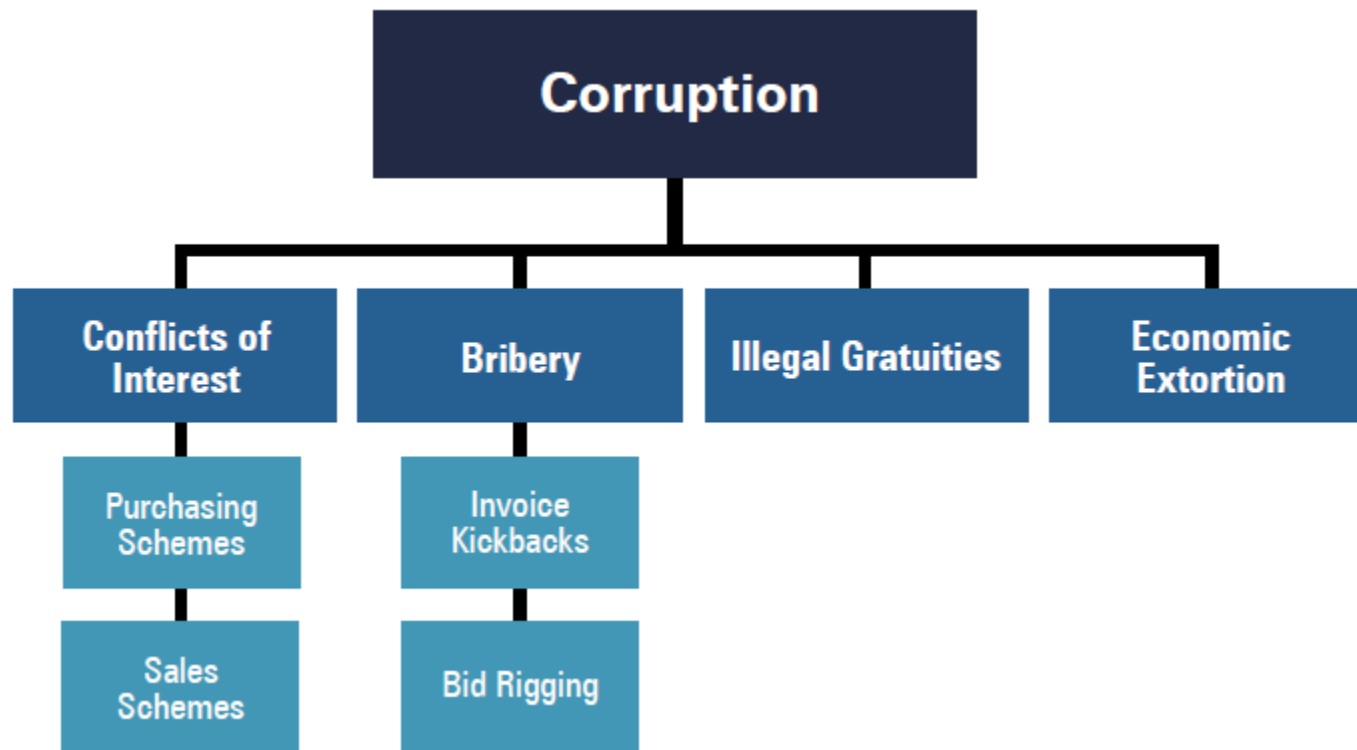 Corruption
Conflicts of
Interest
Bribery
Illegal Gratuities
Economic
Extortion
Purchasing
Schemes
Invoice
Kickbacks
Sales
Schemes
Bid Rigging